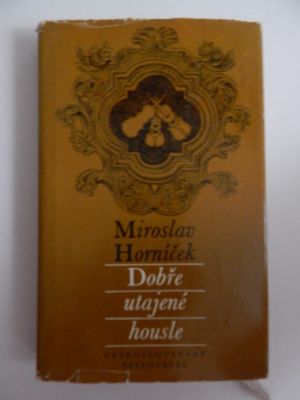 Miroslav
Horníček
Dobře
utajené
housle
ČESKOSLOVENSKÝ
SPISOVATEL